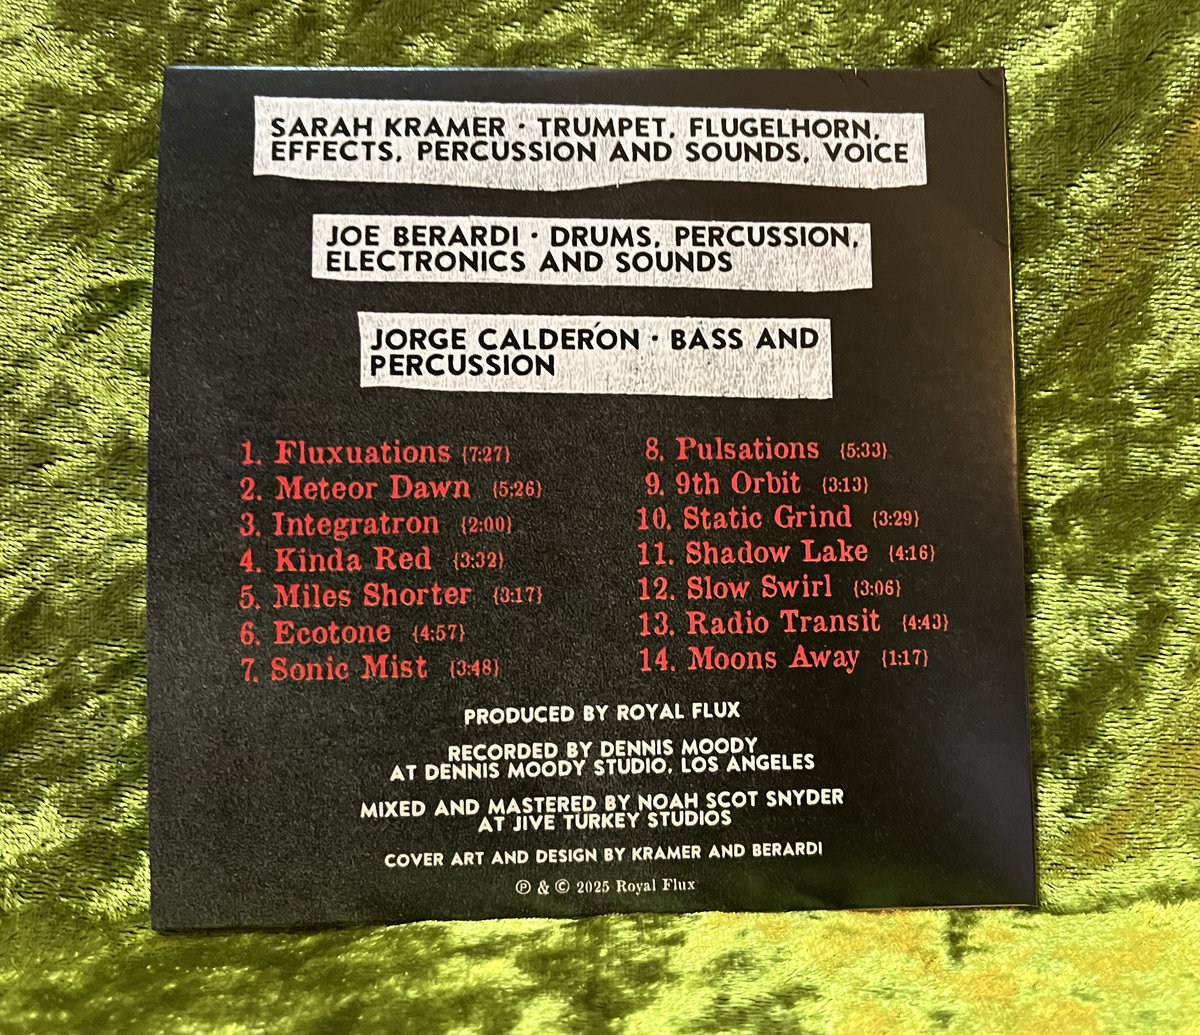 SARAH KRAMER · TRUMPET, FLUGELHORN,
EFFECTS, PERCUSSION AND SOUNDS, VOICE
JOE BERARDI · DRUMS, PERCUSSION,
ELECTRONICS AND SOUNDS
JORGE CALDERÓN · BASS AND
PERCUSSION
1. Fluxuations {7:27}
2. Meteor Dawn {5:26}
3. Integratron {2:00}
4. Kinda Red {3:32}
5. Miles Shorter {3:17}
6. Ecotone {4:57}
7. Sonic Mist {3:48}
8. Pulsations {5:33}
9. 9th Orbit {3:13}
10. Static Grind {3:29}
11. Shadow Lake {4:16}
12. Slow Swirl {3:06}
13. Radio Transit {4:43}
14. Moons Away {1:17}
PRODUCED BY ROYAL FLUX
RECORDED BY DENNIS MOODY
AT DENNIS MOODY STUDIO, LOS ANGELES
MIXED AND MASTERED BY NOAH SCOT SNYDER
AT JIVE TURKEY STUDIOS
COVER ART AND DESIGN BY KRAMER AND BERARDI
℗ & © 2025 Royal Flux